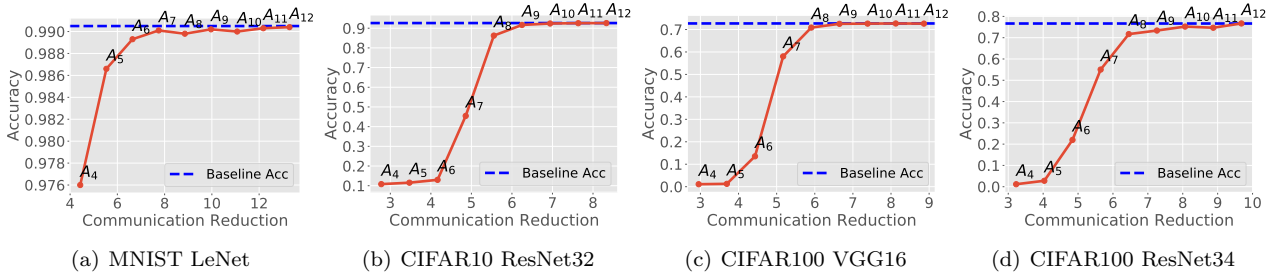 Accuracy
0.990
0.988
0.986
0.984
0.982
0.980
0.978
0.976
A4
A5
A6
A7
A8
A9
A10
A11
A12
Baseline Acc
4 6 8 10 12
Communication Reduction
(a) MNIST LeNet
Accuracy
0.9
0.8
0.7
0.6
0.5
0.4
0.3
0.2
0.1
A4
A5
A6
A7
A8
A9
A10
A11
A12
Baseline Acc
3 4 5 6 7 8
Communication Reduction
(b) CIFAR10 ResNet32
Accuracy
0.7
0.6
0.5
0.4
0.3
0.2
0.1
0.0
A4
A5
A6
A7
A8
A9
A10
A11
A12
Baseline Acc
3 4 5 6 7 8 9
Communication Reduction
(c) CIFAR100 VGG16
Accuracy
0.8
0.7
0.6
0.5
0.4
0.3
0.2
0.1
0.0
A4
A5
A6
A7
A8
A9
A10
A11
A12
Baseline Acc
3 4 5 6 7 8 9 10
Communication Reduction
(d) CIFAR100 ResNet34